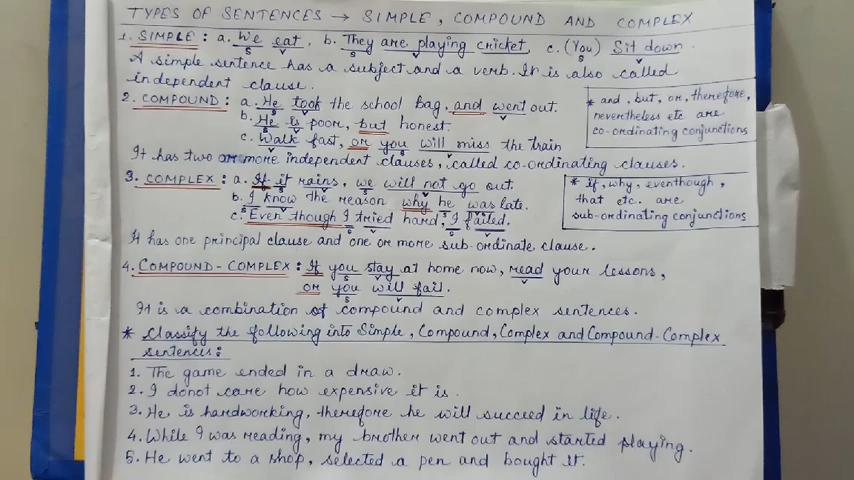 TYPES OF SENTENCES → SIMPLE, COMPOUND AND COMPLEX
1. SIMPLE : a. We eat, b. They are playing cricket, c. (You) Sit down.
S V S V V
A simple sentence has a subject and a verb. It is also called
independent clause.
2. COMPOUND : a. He took the school bag, and went out.
b. He is poor, but honest.
c. Walk fast, or you will miss the train
It has two or more independent clauses, called co-ordinating clauses.
* and, but, or, therefore,
nevertheless etc are
co-ordinating conjunctions
3. COMPLEX : a. If it rains, we will not go out.
b. I know the reason why he was late.
c. Even though I tried hard, I failed.
It has one principal clause and one or more sub-ordinate clause.
* if, why, eventhough,
that etc. are
sub-ordinating conjunctions
4. COMPOUND-COMPLEX : If you stay at home now, read your lessons,
S V V
or you will fail.
S V
It is a combination of compound and complex sentences.
* Classify the following into Simple, Compound, Complex and Compound-Complex
sentences :
1. The game ended in a draw.
2. I donot care how expensive it is.
3. He is hardworking, therefore he will succeed in life.
4. While I was reading, my brother went out and started playing.
5. He went to a shop, selected a pen and bought it.